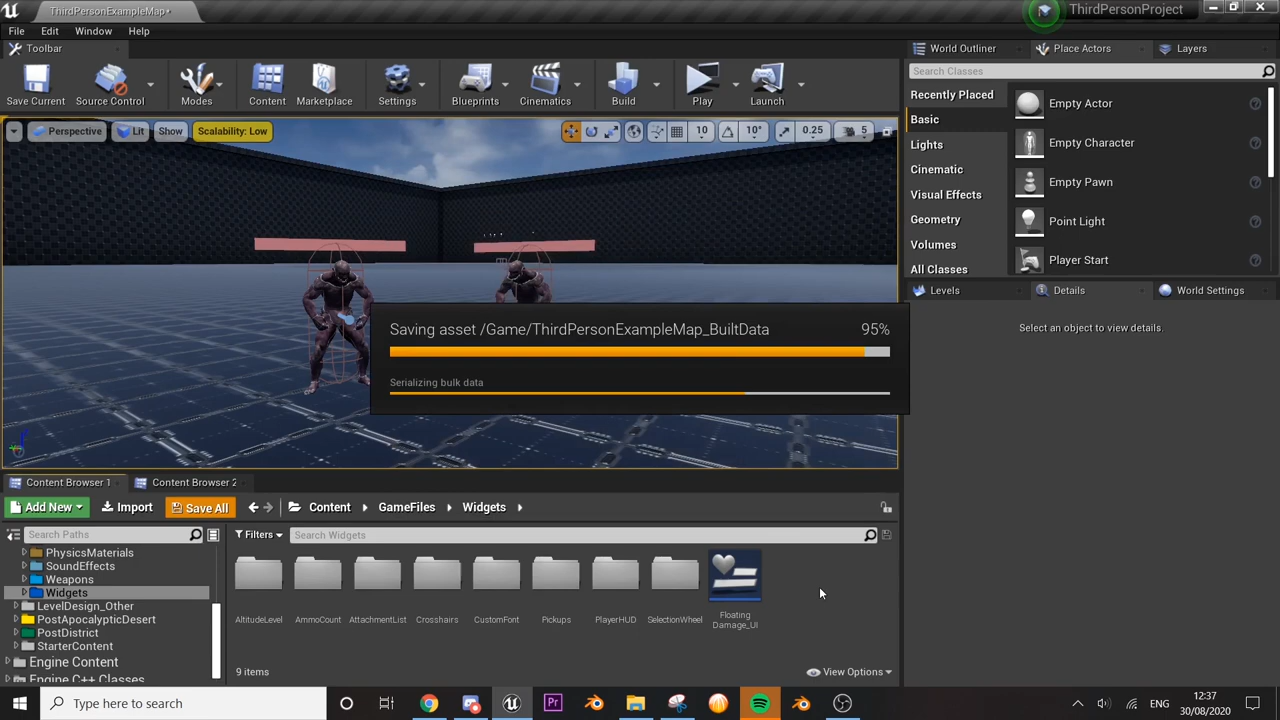 ThirdPersonExampleMap*
ThirdPersonProject
File Edit Window Help
Toolbar
World Outliner Place Actors Layers
Search Classes
Save Current Source Control Modes Content Marketplace Settings Blueprints Cinematics Build Play Launch
Recently Placed
Basic
Lights
Cinematic
Visual Effects
Geometry
Volumes
All Classes
Empty Actor
Empty Character
Empty Pawn
Point Light
Player Start
Perspective Lit Show Scalability: Low 10 10° 0.25 5
Levels Details World Settings
Select an object to view details.
Saving asset /Game/ThirdPersonExampleMap_BuiltData 95%
Serializing bulk data
Content Browser 1 Content Browser 2
Add New Import Save All Content GameFiles Widgets
Search Paths Filters Search Widgets
PhysicsMaterials
SoundEffects
Weapons
Widgets
LevelDesign_Other
PostApocalypticDesert
PostDistrict
StarterContent
Engine Content
Engine C++ Classes
AltitudeLevel AmmoCount AttachmentList Crosshairs CustomFont Pickups PlayerHUD SelectionWheel Floating
Damage_UI
9 items View Options
Type here to search
Pr
ENG
12:37
30/08/2020